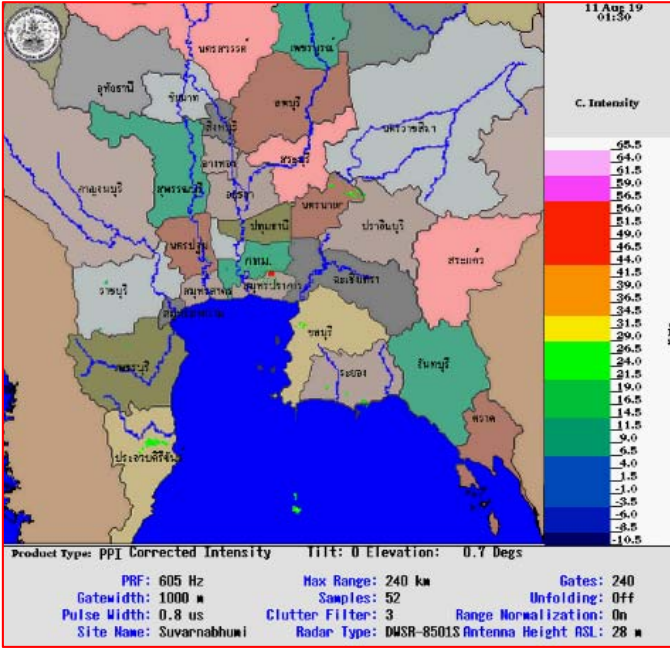 11 Aug 19
01:30
C. Intensity
นครสวรรค์
เพชรบูรณ์
อุทัยธานี
ชัยนาท
ลพบุรี
สิงห์บุรี
นครราชสีมา
อ่างทอง
สระบุรี
กาญจนบุรี
สุพรรณบุรี
อยุธยา
นครนายก
ปทุมธานี
ปราจีนบุรี
นครปฐม
กทม.
สระแก้ว
ราชบุรี
สมุทรสาคร
สมุทรปราการ
ฉะเชิงเทรา
เพชรบุรี
ชลบุรี
ระยอง
จันทบุรี
ตราด
65.5
64.0
61.5
59.0
56.5
56.0
51.5
49.0
46.5
44.0
41.5
39.0
36.5
34.0
31.5
29.0
26.5
24.0
21.5
19.0
16.5
14.5
11.5
9.0
6.5
4.0
1.5
-1.0
-3.5
-6.0
-8.5
-10.5
Product Type: PPI Corrected Intensity Tilt: 0 Elevation: 0.7 Degs
PRF: 605 Hz Max Range: 240 km Gates: 240
Gatewidth: 1000 m Samples: 52 Unfolding: Off
Pulse Width: 0.8 us Clutter Filter: 3 Range Normalization: On
Site Name: Suvarnabhumi Radar Type: DWSR-8501S Antenna Height ASL: 28 m